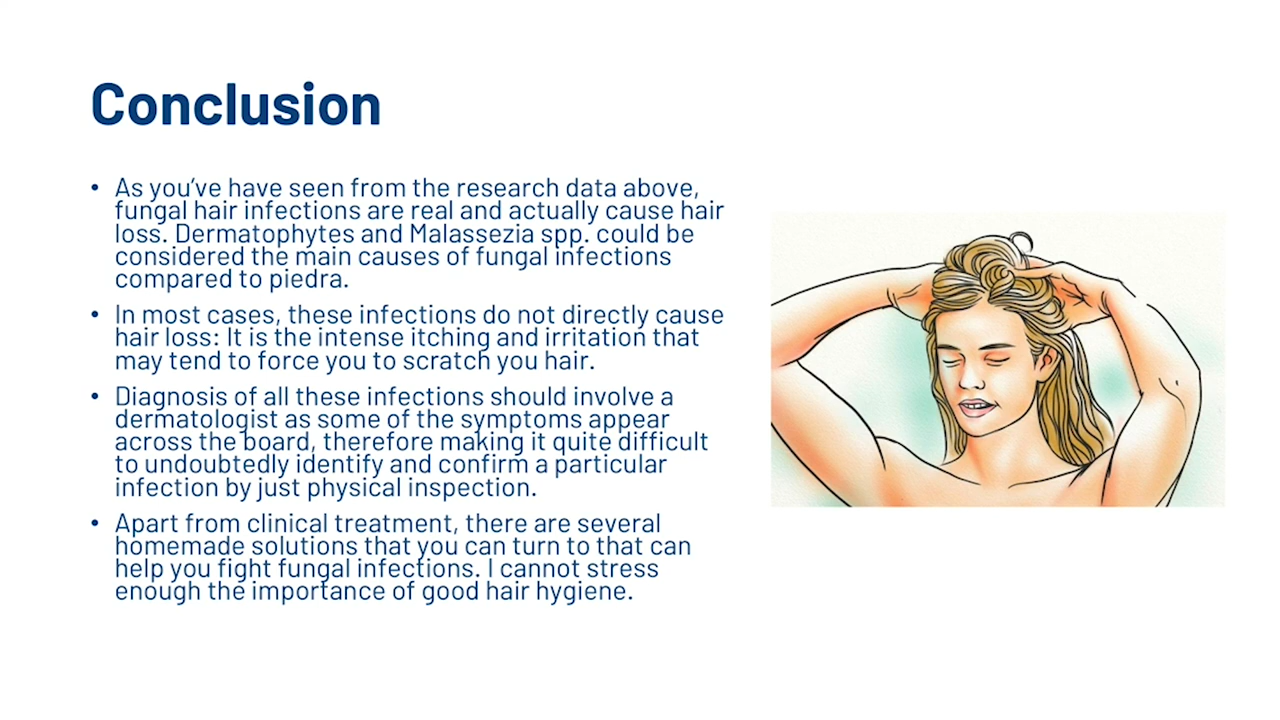 Conclusion
• As you've have seen from the research data above,
fungal hair infections are real and actually cause hair
loss. Dermatophytes and Malassezia spp. could be
considered the main causes of fungal infections
compared to piedra.
• In most cases, these infections do not directly cause
hair loss: It is the intense itching and irritation that
may tend to force you to scratch you hair.
• Diagnosis of all these infections should involve a
dermatologist as some of the symptoms appear
across the board, therefore making it quite difficult
to undoubtedly identify and confirm a particular
infection by just physical inspection.
• Apart from clinical treatment, there are several
homemade solutions that you can turn to that can
help you fight fungal infections. I cannot stress
enough the importance of good hair hygiene.